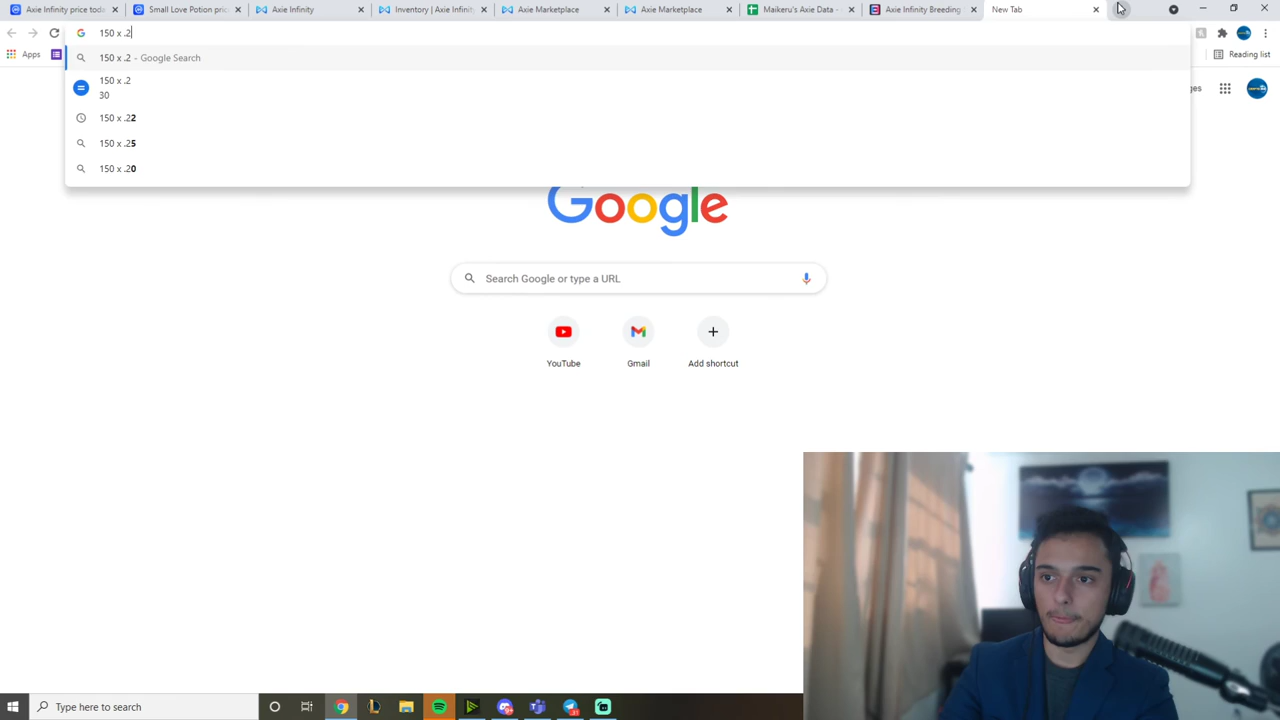 Axie Infinity price toda
Small Love Potion pric
Axie Infinity
Inventory | Axie Infinit
Axie Marketplace
Axie Marketplace
Maikeru's Axie Data -
Axie Infinity Breeding
New Tab
150 x .2
Apps
Reading list
150 x .2 - Google Search
150 x .2
30
150 x .22
150 x .25
150 x .20
ges
Google
Search Google or type a URL
YouTube
Gmail
Add shortcut
Type here to search